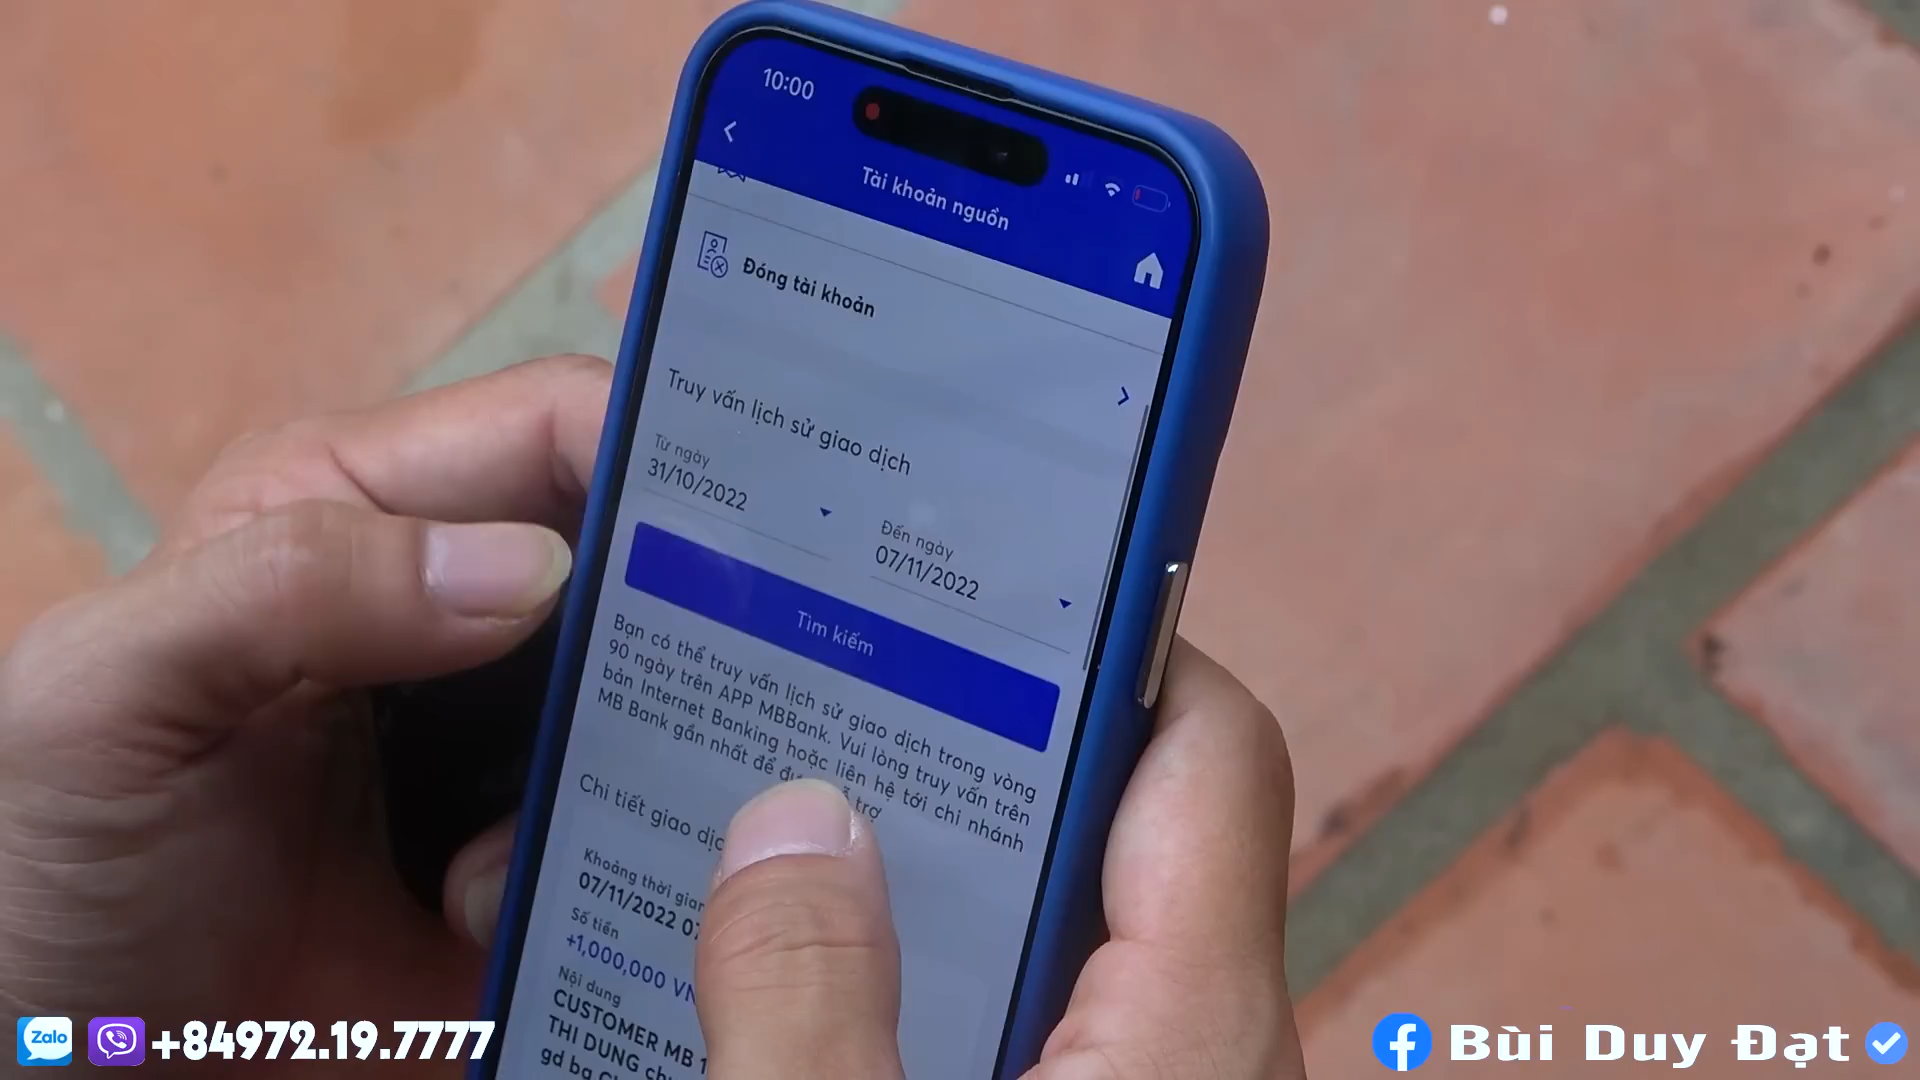 10:00
Tài khoản nguồn
Đóng tài khoản
Truy vấn lịch sử giao dịch
Từ ngày
31/10/2022
Đến ngày
07/11/2022
Tìm kiếm
Bạn có thể truy vấn lịch sử giao dịch trong vòng
90 ngày trên APP MBBank. Vui lòng truy vấn trên
bản Internet Banking hoặc liên hệ tới chi nhánh
MB Bank gần nhất để trợ
Chi tiết giao
Khoảng thời gian
07/11/2022
Số tiền
+1,000,000
Nội dung
CUSTOMER MB
THI DUNG
gd
Zalo
+84972.19.7777
Bùi Duy Đạt